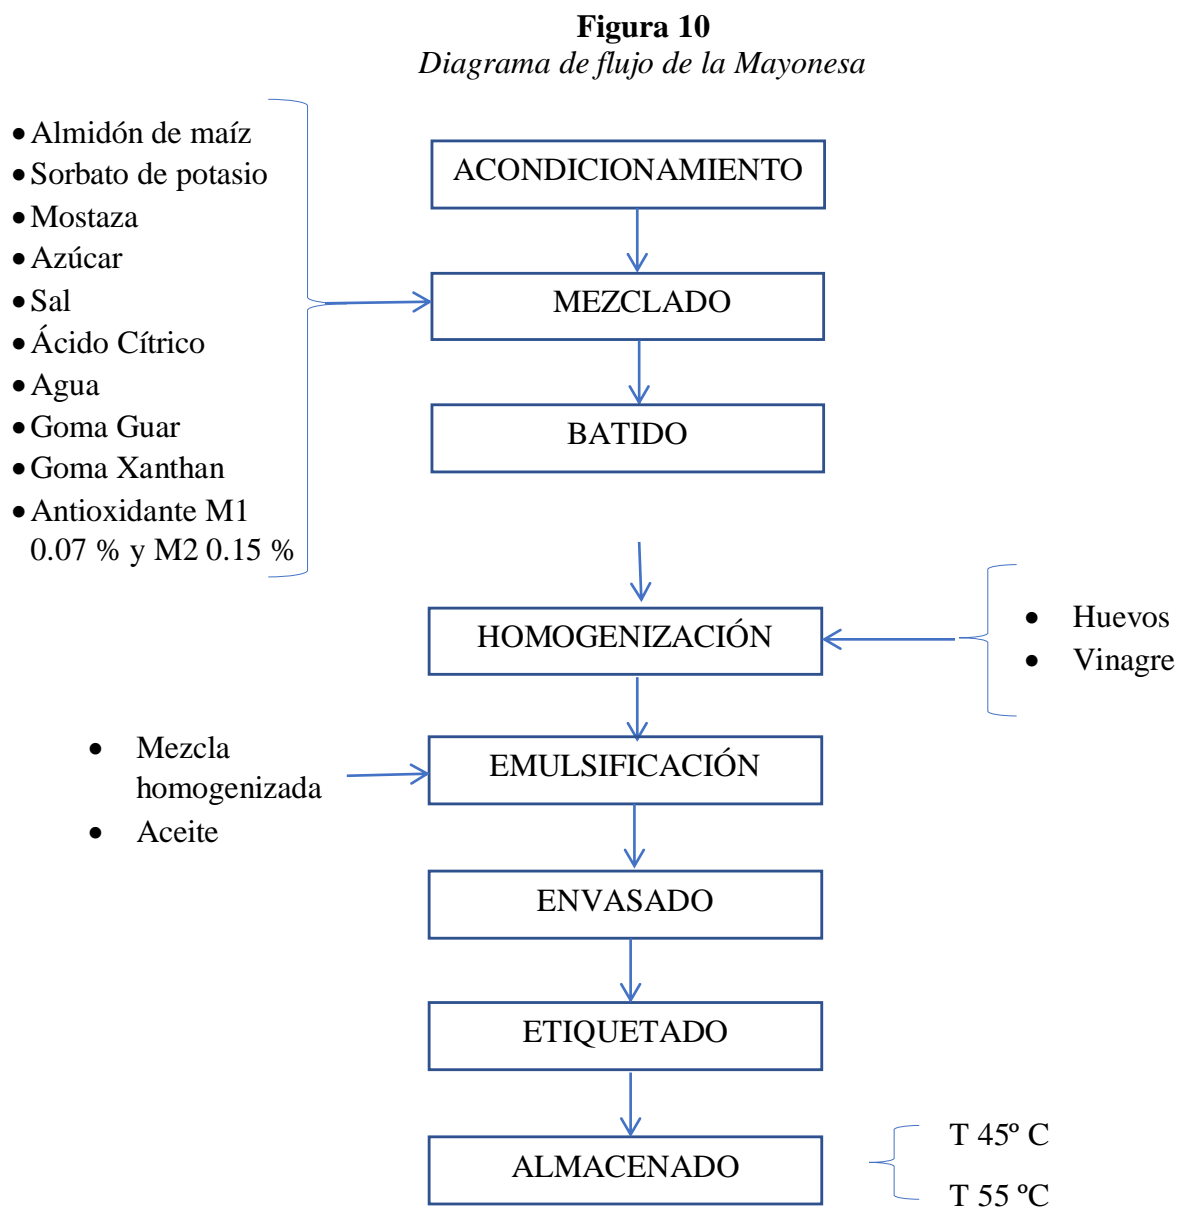 Figura 10
Diagrama de flujo de la Mayonesa
• Almidón de maíz
• Sorbato de potasio
• Mostaza
• Azúcar
• Sal
• Ácido Cítrico
• Agua
• Goma Guar
• Goma Xanthan
• Antioxidante M1
0.07 % y M2 0.15 %
ACONDICIONAMIENTO
MEZCLADO
BATIDO
HOMOGENIZACIÓN
• Huevos
• Vinagre
• Mezcla
homogenizada
• Aceite
EMULSIFICACIÓN
ENVASADO
ETIQUETADO
ALMACENADO
T 45º C
T 55 ºC